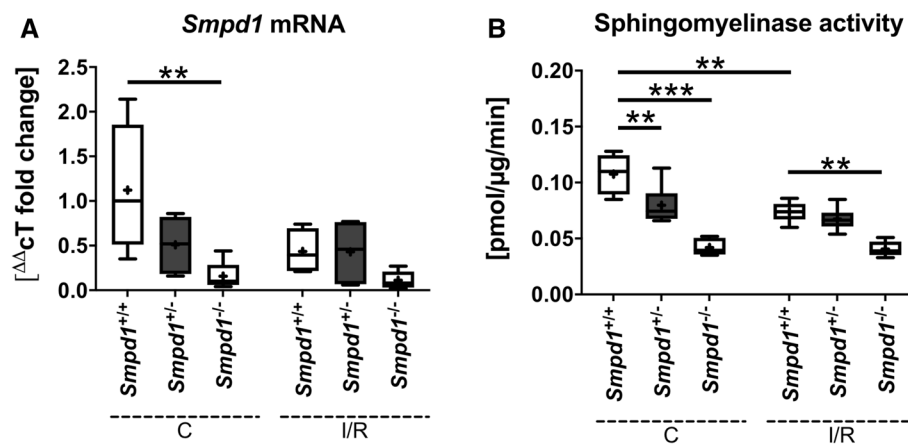 A
Smpd1 mRNA
[ΔΔcT fold change]
2.5
2.0
1.5
1.0
0.5
0.0
**
Smpd1+/+
Smpd1+/-
Smpd1-/-
Smpd1+/+
Smpd1+/-
Smpd1-/-
C
I/R
B
Sphingomyelinase activity
[pmol/µg/min]
0.20
0.15
0.10
0.05
0.00
**
***
**
**
Smpd1+/+
Smpd1+/-
Smpd1-/-
Smpd1+/+
Smpd1+/-
Smpd1-/-
C
I/R